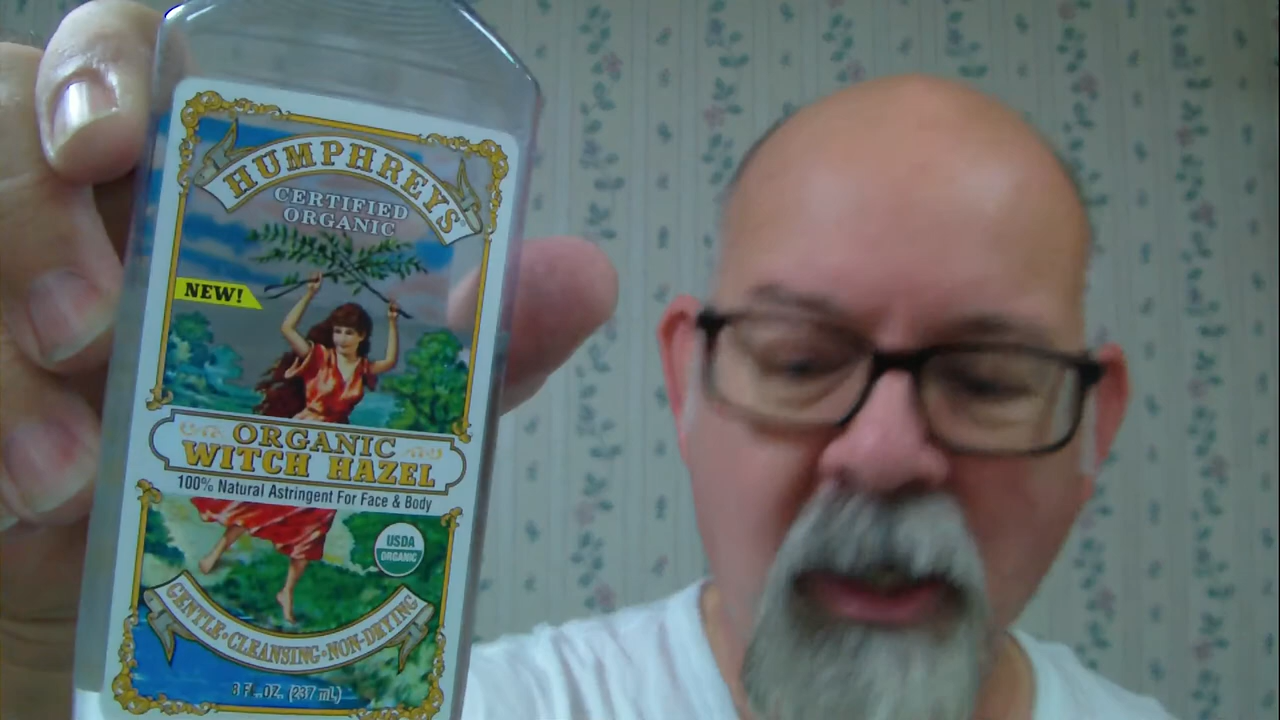 HUMPHREYS
CERTIFIED
ORGANIC
NEW!
ORGANIC
WITCH HAZEL
100% Natural Astringent For Face & Body
USDA
ORGANIC
GENTLE•CLEANSING•NON-DRYING
8 FL. OZ. (237 mL)